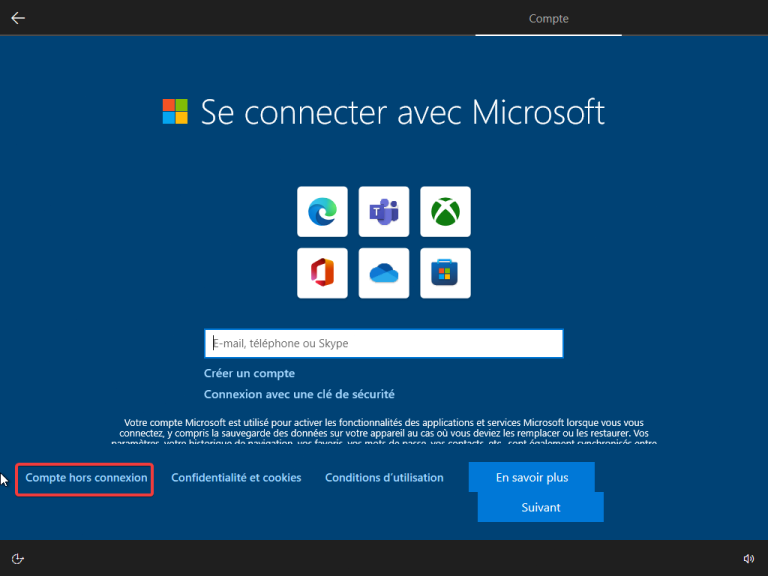 Compte
Se connecter avec Microsoft
E-mail, téléphone ou Skype
Créer un compte
Connexion avec une clé de sécurité
Votre compte Microsoft est utilisé pour activer les fonctionnalités des applications et services Microsoft lorsque vous vous
connectez, y compris la sauvegarde des données sur votre appareil au cas où vous deviez les remplacer ou les restaurer. Vos
paramètres, votre historique de navigation, vos favoris, vos mots de passe, vos contacts, etc., sont également synchronisés entre
Compte hors connexion
Confidentialité et cookies
Conditions d'utilisation
En savoir plus
Suivant